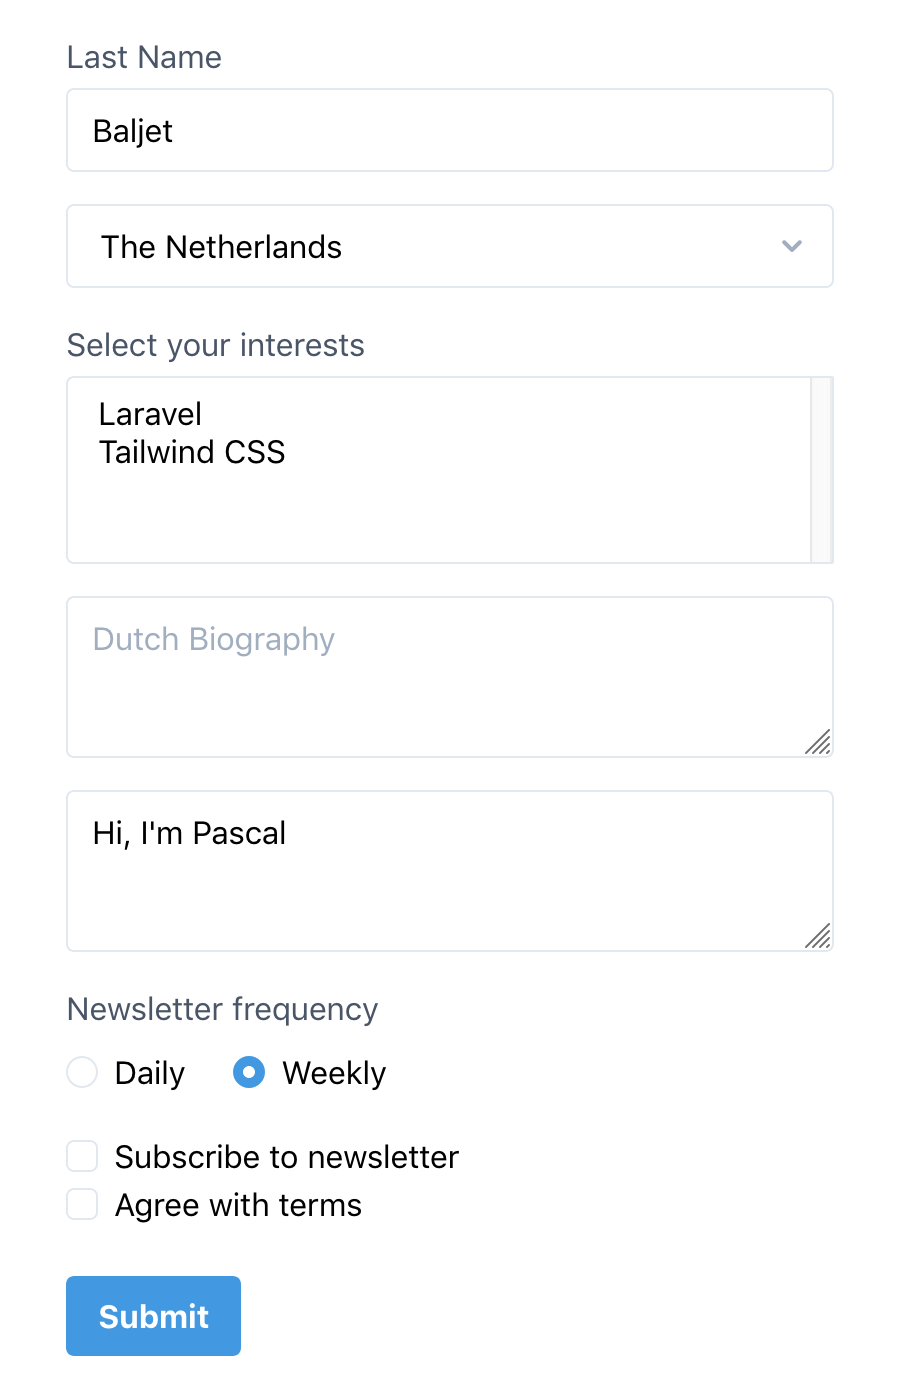 Last Name
Baljet
The Netherlands
Select your interests
Laravel
Tailwind CSS
Dutch Biography
Hi, I'm Pascal
Newsletter frequency
Daily Weekly
Subscribe to newsletter
Agree with terms
Submit